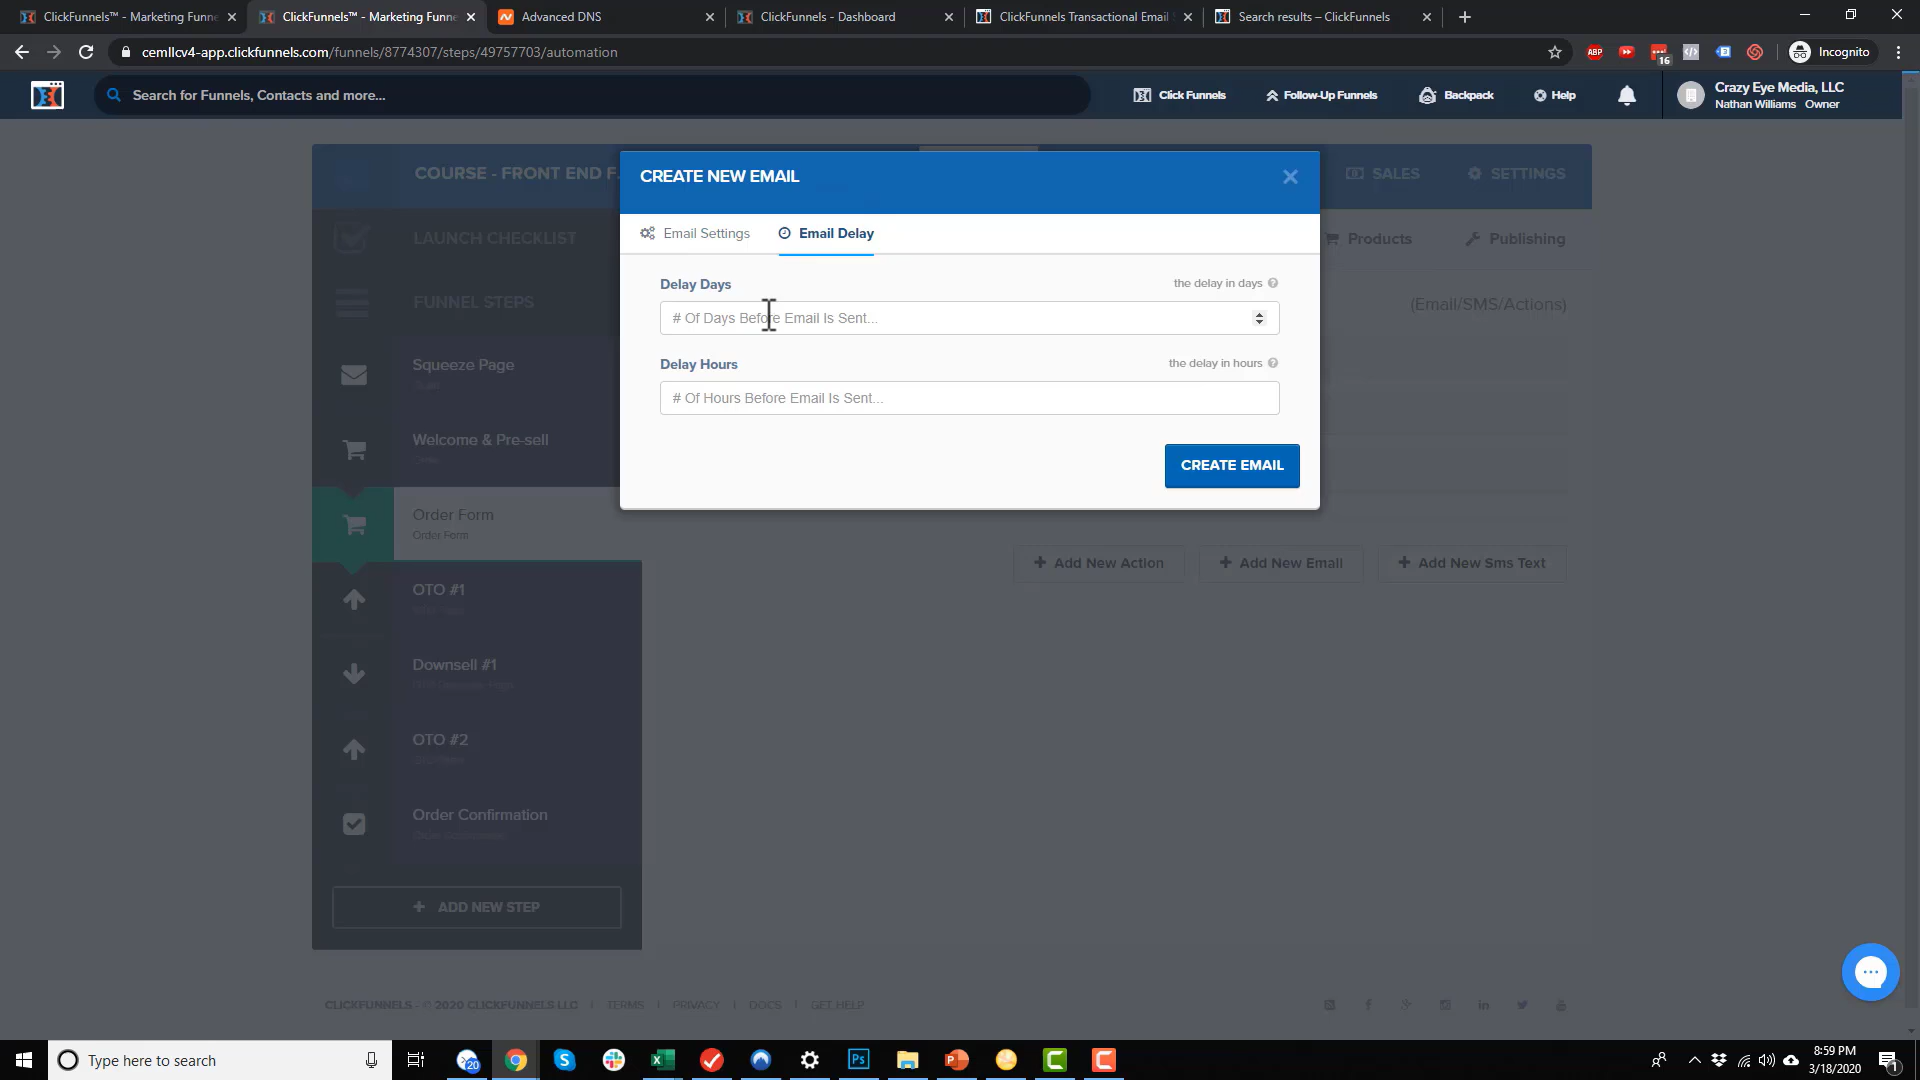 ClickFunnels™ - Marketing Funne
ClickFunnels™ - Marketing Funne
Advanced DNS
ClickFunnels - Dashboard
ClickFunnels Transactional Email
Search results – ClickFunnels
cemllcv4-app.clickfunnels.com/funnels/8774307/steps/49757703/automation
ABP
16
Incognito
Search for Funnels, Contacts and more...
Click Funnels
Follow-Up Funnels
Backpack
Help
Crazy Eye Media, LLC
Nathan Williams Owner
COURSE - FRONT END F
SALES
SETTINGS
CREATE NEW EMAIL
Email Settings
Email Delay
LAUNCH CHECKLIST
Products
Publishing
Delay Days
the delay in days
# Of Days Before Email Is Sent...
FUNNEL STEPS
(Email/SMS/Actions)
Squeeze Page
Delay Hours
the delay in hours
# Of Hours Before Email Is Sent...
Welcome & Pre-sell
CREATE EMAIL
Order Form
Order Form
Add New Action
Add New Email
Add New Sms Text
OTO #1
Downsell #1
OTO #2
Order Confirmation
ADD NEW STEP
CLICKFUNNELS - © 2020 CLICKFUNNELS LLC
TERMS
PRIVACY
DOCS
GET HELP
Type here to search
20
Ps
8:59 PM
3/18/2020
1